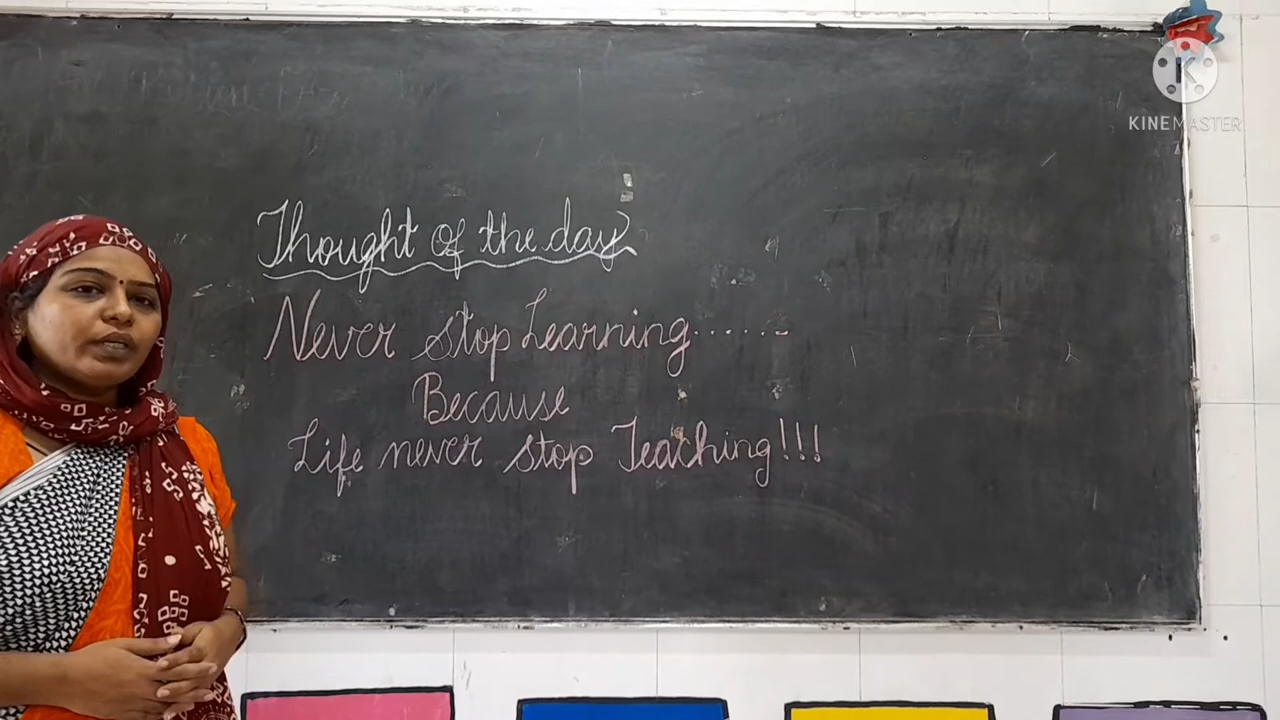 KINEMASTER
Thought of the day
Never stop Learning......
Because
Life never stop Teaching!!!